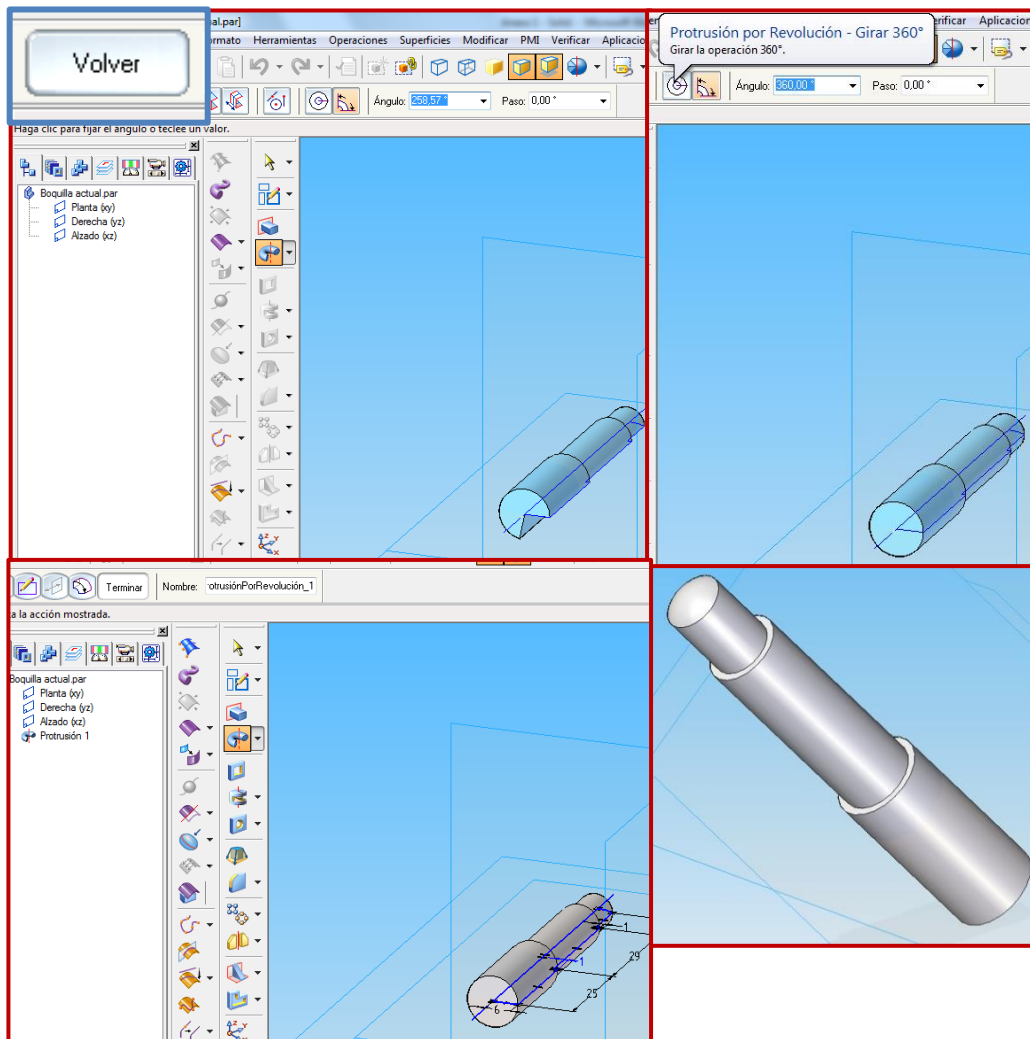 Volver
al.par]
ormato Herramientas Operaciones Superficies Modificar PMI Verificar Aplicacio
Ángulo: 258,57 ° Paso: 0,00 °
Haga clic para fijar el ángulo o teclee un valor.
Boquilla actual.par
Planta (xy)
Derecha (yz)
Alzado (xz)
erificar Aplicacion
Protrusión por Revolución - Girar 360°
Girar la operación 360°.
Ángulo: 360,00 ° Paso: 0,00 °
Terminar Nombre: otrusiónPorRevolución_1
a la acción mostrada.
Boquilla actual.par
Planta (xy)
Derecha (yz)
Alzado (xz)
Protrusión 1
1
29
1
25
6